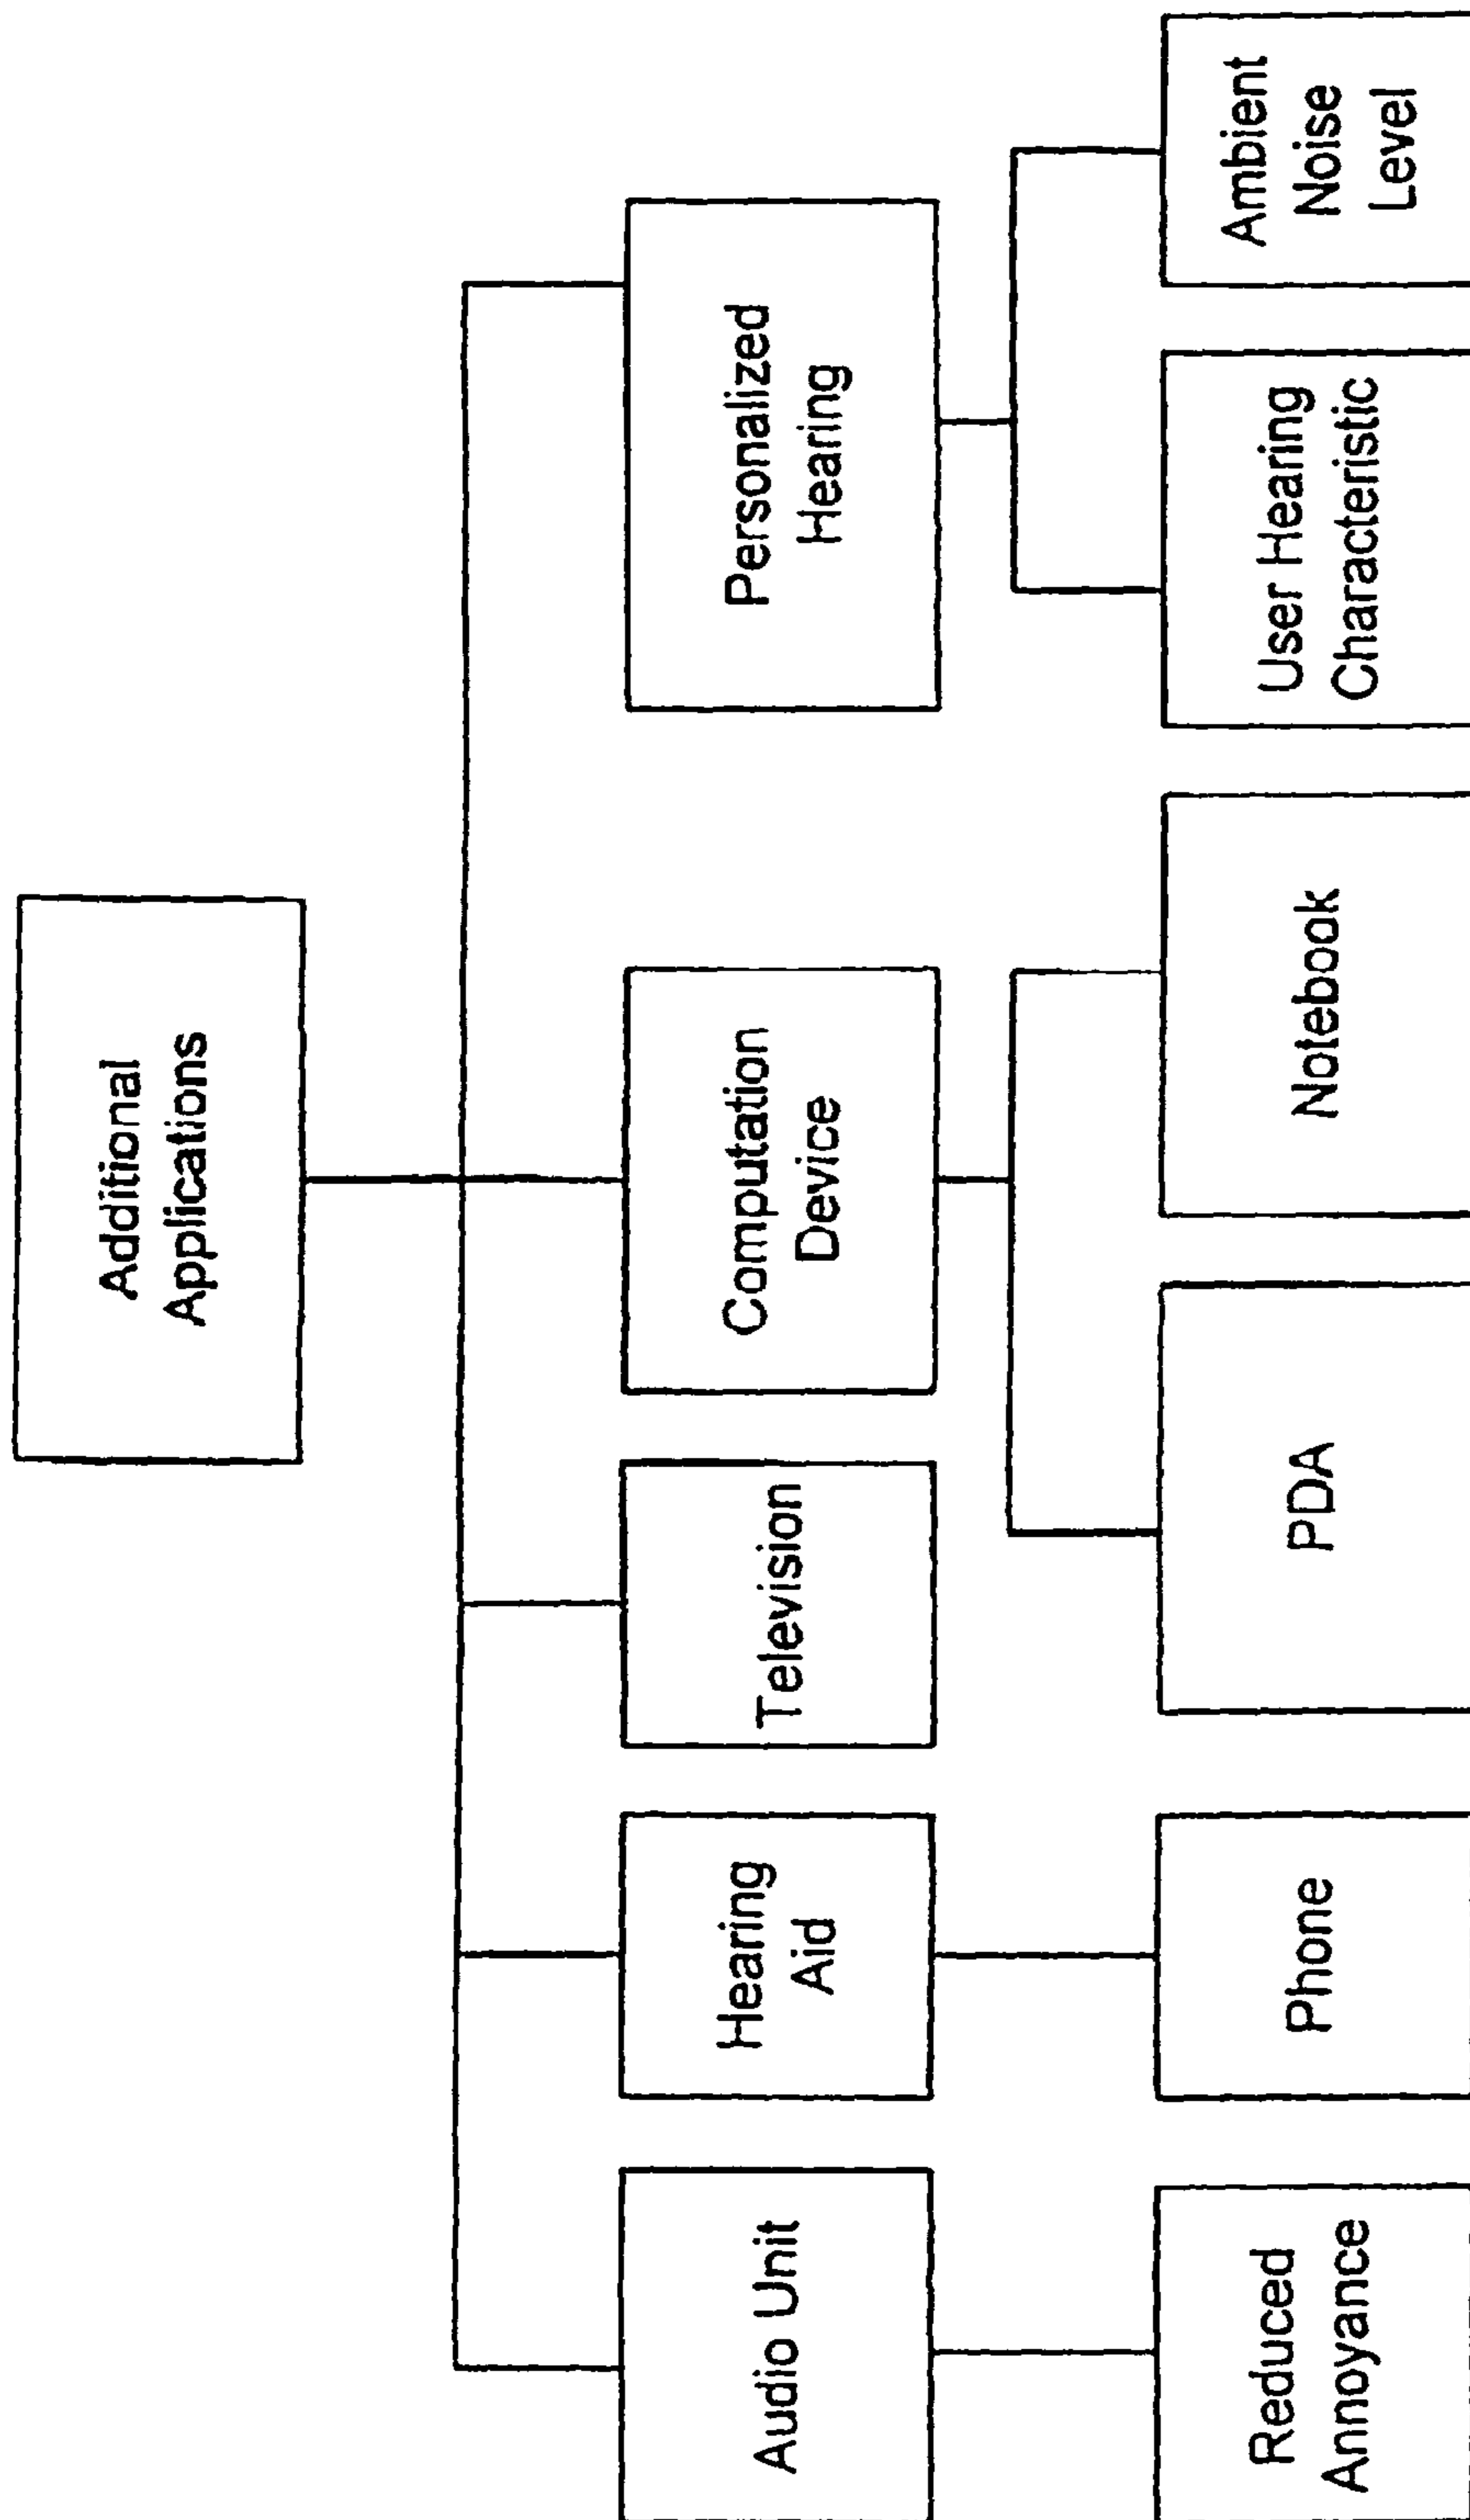 Additional
Applications
Audio Unit
Hearing
Aid
Television
Computation
Device
Personalized
Hearing
Reduced
Annoyance
Phone
PDA
Notebook
User Hearing
Characteristic
Ambient
Noise
Level